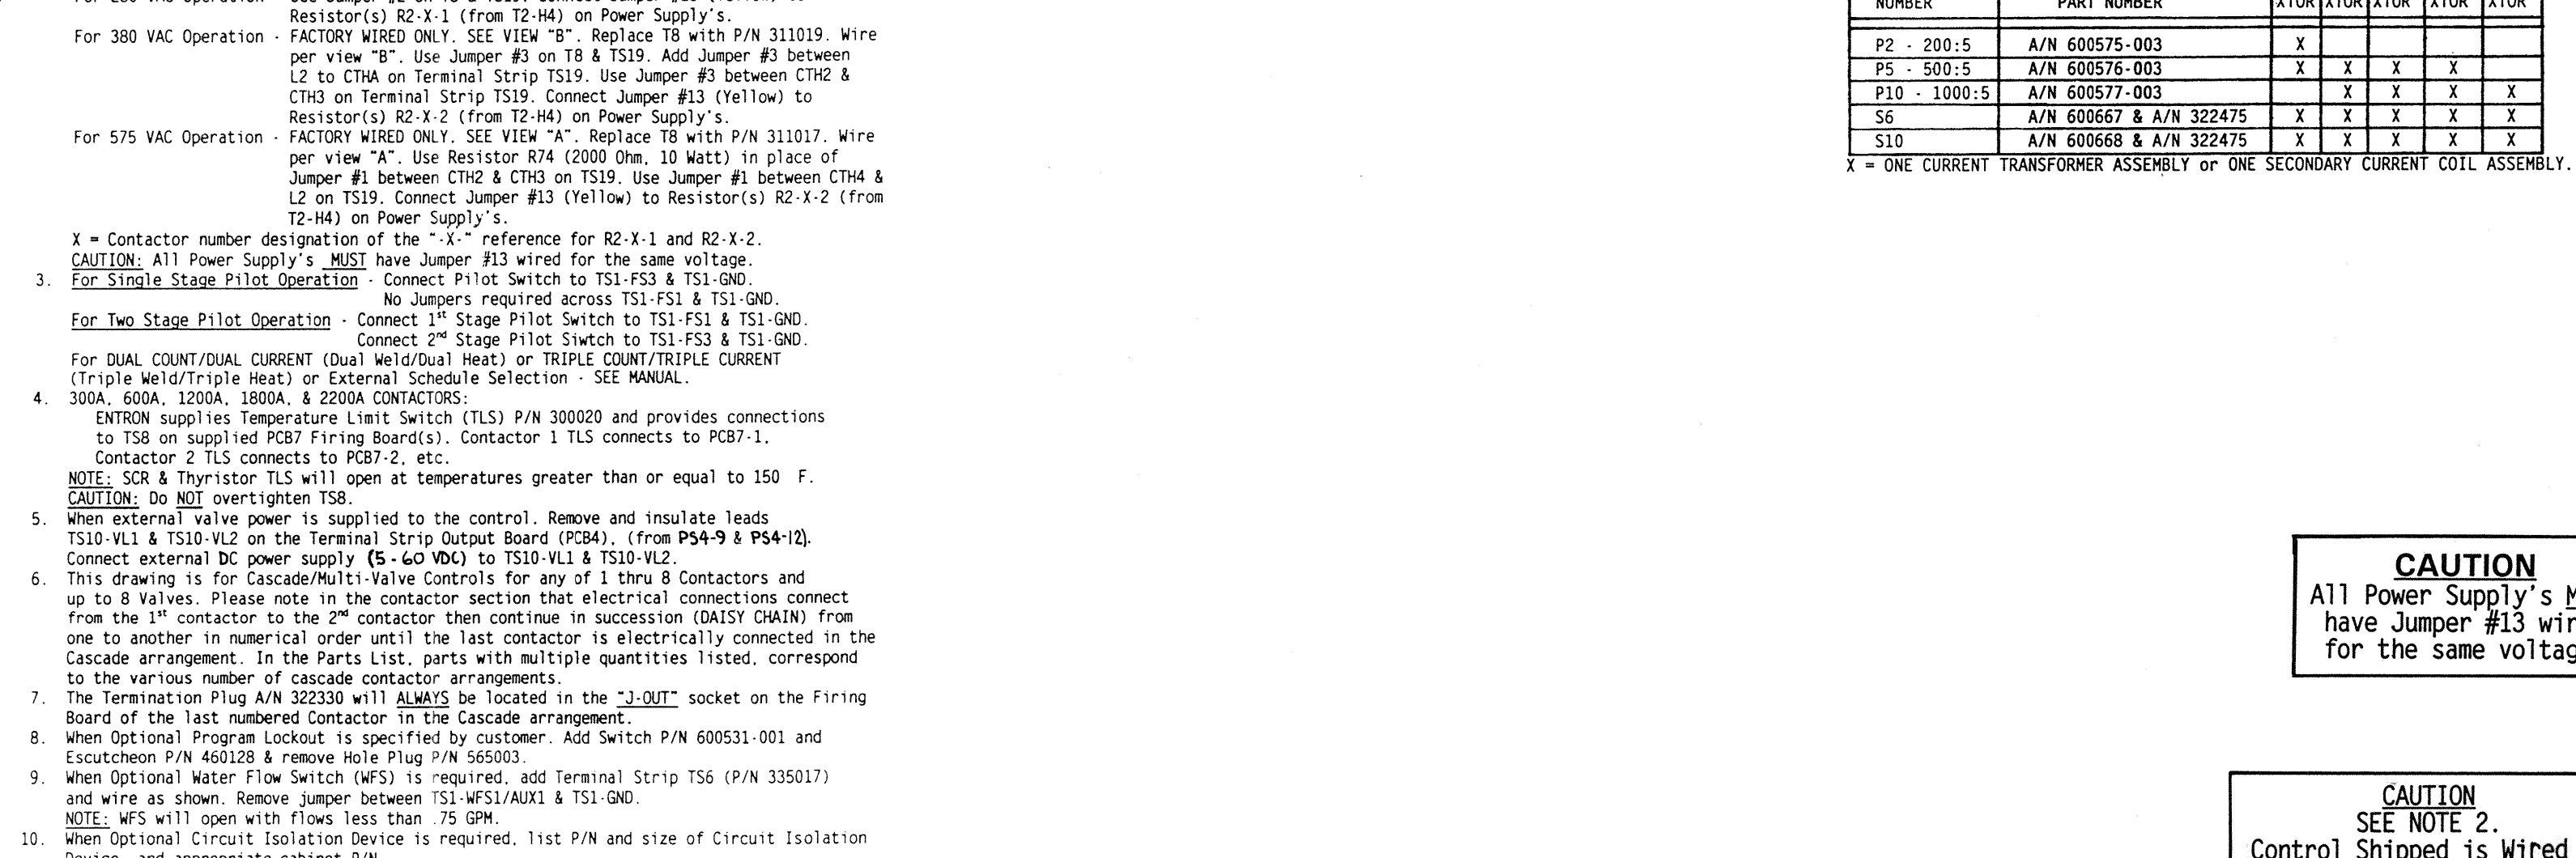 Resistor(s) R2-X-1 (from T2-H4) on Power Supply's.
For 380 VAC Operation - FACTORY WIRED ONLY. SEE VIEW "B". Replace T8 with P/N 311019. Wire
per view "B". Use Jumper #3 on T8 & TS19. Add Jumper #3 between
L2 to CTHA on Terminal Strip TS19. Use Jumper #3 between CTH2 &
CTH3 on Terminal Strip TS19. Connect Jumper #13 (Yellow) to
Resistor(s) R2-X-2 (from T2-H4) on Power Supply's.
For 575 VAC Operation - FACTORY WIRED ONLY. SEE VIEW "A". Replace T8 with P/N 311017. Wire
per view "A". Use Resistor R74 (2000 Ohm, 10 Watt) in place of
Jumper #1 between CTH2 & CTH3 on TS19. Use Jumper #1 between CTH4 &
L2 on TS19. Connect Jumper #13 (Yellow) to Resistor(s) R2-X-2 (from
T2-H4) on Power Supply's.
X = Contactor number designation of the "-X-" reference for R2-X-1 and R2-X-2.
CAUTION: All Power Supply's MUST have Jumper #13 wired for the same voltage.
3. For Single Stage Pilot Operation - Connect Pilot Switch to TS1-FS3 & TS1-GND.
No Jumpers required across TS1-FS1 & TS1-GND.
For Two Stage Pilot Operation - Connect 1st Stage Pilot Switch to TS1-FS1 & TS1-GND.
Connect 2nd Stage Pilot Siwtch to TS1-FS3 & TS1-GND.
For DUAL COUNT/DUAL CURRENT (Dual Weld/Dual Heat) or TRIPLE COUNT/TRIPLE CURRENT
(Triple Weld/Triple Heat) or External Schedule Selection - SEE MANUAL.
4. 300A, 600A, 1200A, 1800A, & 2200A CONTACTORS:
ENTRON supplies Temperature Limit Switch (TLS) P/N 300020 and provides connections
to TS8 on supplied PCB7 Firing Board(s). Contactor 1 TLS connects to PCB7-1,
Contactor 2 TLS connects to PCB7-2, etc.
NOTE: SCR & Thyristor TLS will open at temperatures greater than or equal to 150 F.
CAUTION: Do NOT overtighten TS8.
5. When external valve power is supplied to the control. Remove and insulate leads
TS10-VL1 & TS10-VL2 on the Terminal Strip Output Board (PCB4), (from PS4-9 & PS4-12).
Connect external DC power supply (5-60 VDC) to TS10-VL1 & TS10-VL2.
6. This drawing is for Cascade/Multi-Valve Controls for any of 1 thru 8 Contactors and
up to 8 Valves. Please note in the contactor section that electrical connections connect
from the 1st contactor to the 2nd contactor then continue in succession (DAISY CHAIN) from
one to another in numerical order until the last contactor is electrically connected in the
Cascade arrangement. In the Parts List, parts with multiple quantities listed, correspond
to the various number of cascade contactor arrangements.
7. The Termination Plug A/N 322330 will ALWAYS be located in the "J-OUT" socket on the Firing
Board of the last numbered Contactor in the Cascade arrangement.
8. When Optional Program Lockout is specified by customer. Add Switch P/N 600531-001 and
Escutcheon P/N 460128 & remove Hole Plug P/N 565003.
9. When Optional Water Flow Switch (WFS) is required, add Terminal Strip TS6 (P/N 335017)
and wire as shown. Remove jumper between TS1-WFS1/AUX1 & TS1-GND.
NOTE: WFS will open with flows less than .75 GPM.
10. When Optional Circuit Isolation Device is required, list P/N and size of Circuit Isolation
Device, and appropriate cabinet P/N
NUMBER PART NUMBER XTOR XTOR XTOR XTOR XTOR
P2 - 200:5 A/N 600575-003 X
P5 - 500:5 A/N 600576-003 X X X X
P10 - 1000:5 A/N 600577-003 X X X X
S6 A/N 600667 & A/N 322475 X X X X X
S10 A/N 600668 & A/N 322475 X X X X X
X = ONE CURRENT TRANSFORMER ASSEMBLY or ONE SECONDARY CURRENT COIL ASSEMBLY.
CAUTION
All Power Supply's
have Jumper #13 wir
for the same voltag
CAUTION
SEE NOTE 2.
Control Shipped is Wired